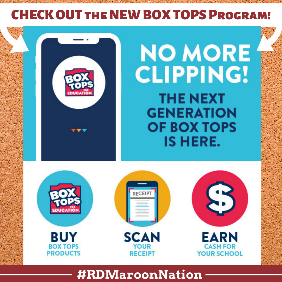 CHECK OUT THE NEW BOX TOPS PROGRAM!
BOX
TOPS
FOR
EDUCATION
NO MORE
CLIPPING!
THE NEXT
GENERATION
OF BOX TOPS
IS HERE.
BOX
TOPS
FOR
EDUCATION
RECEIPT
$
BUY
BOX TOPS
PRODUCTS
SCAN
YOUR
RECEIPT
EARN
CASH FOR
YOUR SCHOOL
#RDMaroonNation